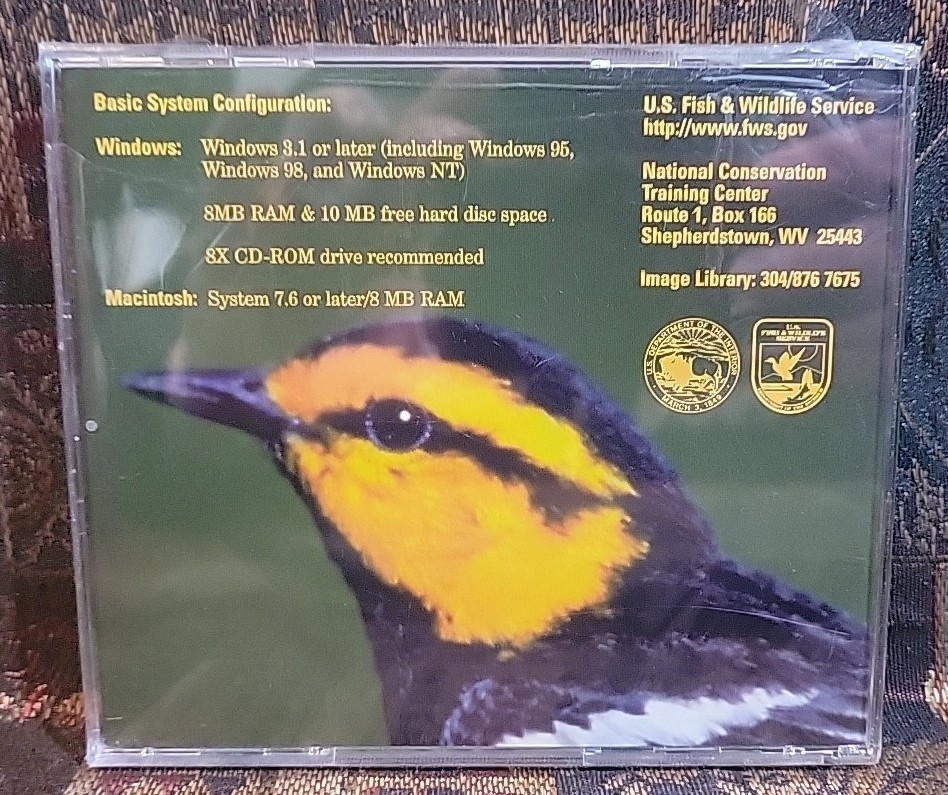 Basic System Configuration:
Windows: Windows 3.1 or later (including Windows 95,
Windows 98, and Windows NT)
8MB RAM & 10 MB free hard disc space
8X CD-ROM drive recommended
Macintosh: System 7.6 or later/8 MB RAM
U.S. Fish & Wildlife Service
http://www.fws.gov
National Conservation
Training Center
Route 1, Box 166
Shepherdstown, WV 25443
Image Library: 304/876 7675
U.S. DEPARTMENT OF THE INTERIOR
MARCH 3, 1849
U.S.
FISH & WILDLIFE
SERVICE